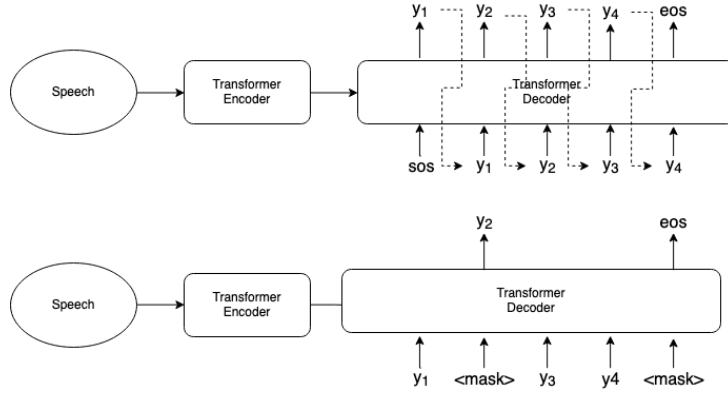 y₁ y₂ y₃ y₄ eos
Speech
Transformer
Encoder
Transformer
Decoder
sos y₁ y₂ y₃ y₄
y₂ eos
Speech
Transformer
Encoder
Transformer
Decoder
y₁ <mask> y₃ y4 <mask>